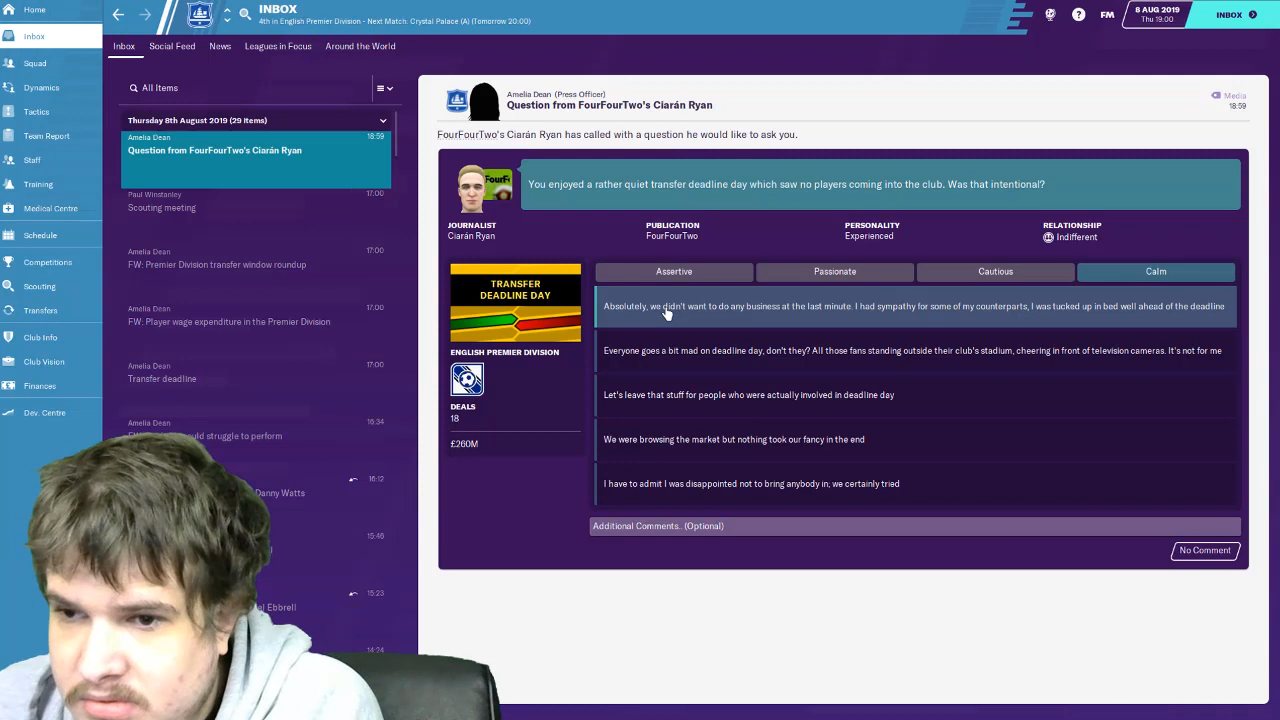 Home
Inbox
Squad
Dynamics
Tactics
Team Report
Staff
Training
Medical Centre
Schedule
Competitions
Scouting
Transfers
Club Info
Club Vision
Finances
Dev. Centre
INBOX
4th in English Premier Division - Next Match: Crystal Palace (A) (Tomorrow 20:00)
FM
8 AUG 2019
Thu 19:00
INBOX
Inbox
Social Feed
News
Leagues in Focus
Around the World
All Items
Thursday 8th August 2019 (29 Items)
Amelia Dean
18:59
Question from FourFourTwo's Ciarán Ryan
Paul Winstanley
17:00
Scouting meeting
Amelia Dean
17:00
FW: Premier Division transfer window roundup
Amelia Dean
17:00
FW: Player wage expenditure in the Premier Division
Amelia Dean
17:00
Transfer deadline
Amelia Dean
16:34
could struggle to perform
16:12
Danny Watts
15:46
15:23
Ebbrell
14:24
Amelia Dean (Press Officer)
Question from FourFourTwo's Ciarán Ryan
Media
18:59
FourFourTwo's Ciarán Ryan has called with a question he would like to ask you.
You enjoyed a rather quiet transfer deadline day which saw no players coming into the club. Was that intentional?
JOURNALIST
Ciarán Ryan
PUBLICATION
FourFourTwo
PERSONALITY
Experienced
RELATIONSHIP
Indifferent
TRANSFER
DEADLINE DAY
ENGLISH PREMIER DIVISION
DEALS
18
£260M
Assertive
Passionate
Cautious
Calm
Absolutely, we didn't want to do any business at the last minute. I had sympathy for some of my counterparts, I was tucked up in bed well ahead of the deadline
Everyone goes a bit mad on deadline day, don't they? All those fans standing outside their club's stadium, cheering in front of television cameras. It's not for me
Let's leave that stuff for people who were actually involved in deadline day
We were browsing the market but nothing took our fancy in the end
I have to admit I was disappointed not to bring anybody in; we certainly tried
Additional Comments.. (Optional)
No Comment